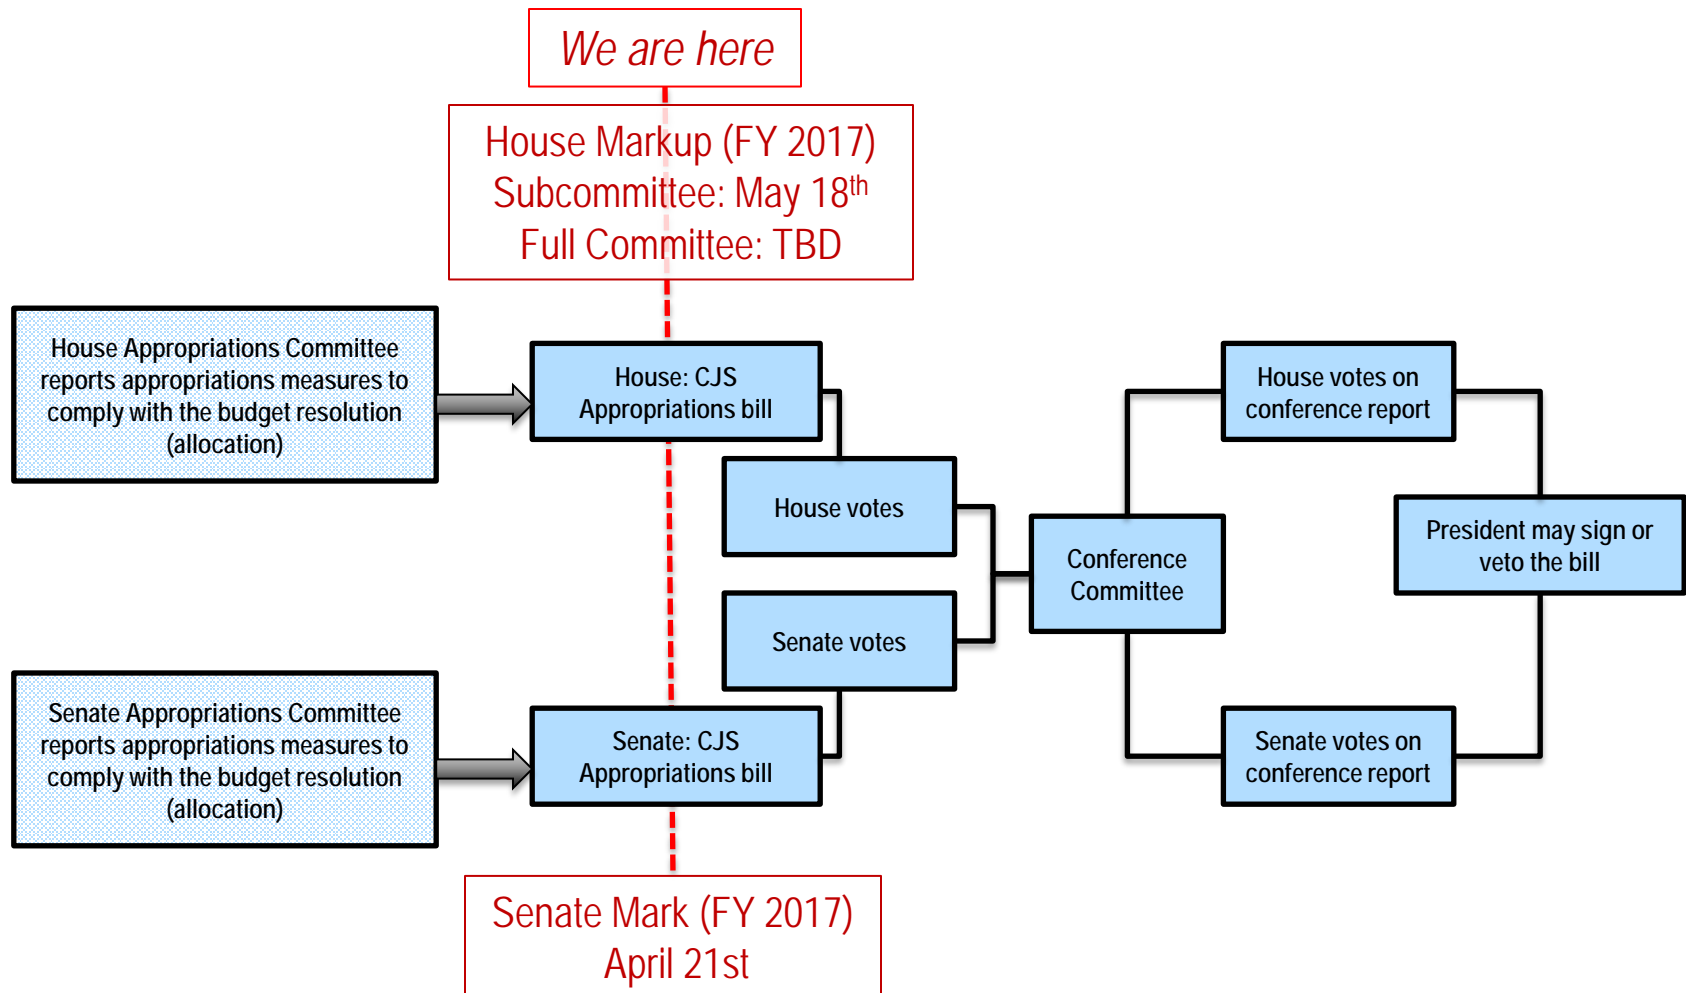 We are here
House Markup (FY 2017)
Subcommittee: May 18th
Full Committee: TBD
House Appropriations Committee
reports appropriations measures to
comply with the budget resolution
(allocation)
House: CJS
Appropriations bill
House votes
Senate votes
Senate Appropriations Committee
reports appropriations measures to
comply with the budget resolution
(allocation)
Senate: CJS
Appropriations bill
Conference
Committee
House votes on
conference report
President may sign or
veto the bill
Senate votes on
conference report
Senate Mark (FY 2017)
April 21st